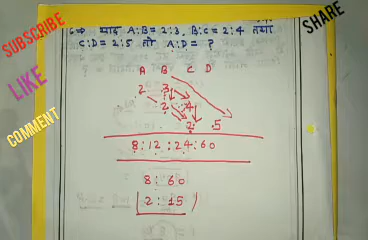 यदि A:B = 2:3, B:C = 2:4 तथा
C:D = 2:5 तो A:D = ?
A B C D
2 3
2 4
2 5
8:12:24:60
8:60
2:15
SUBSCRIBE
LIKE
COMMENT
SHARE